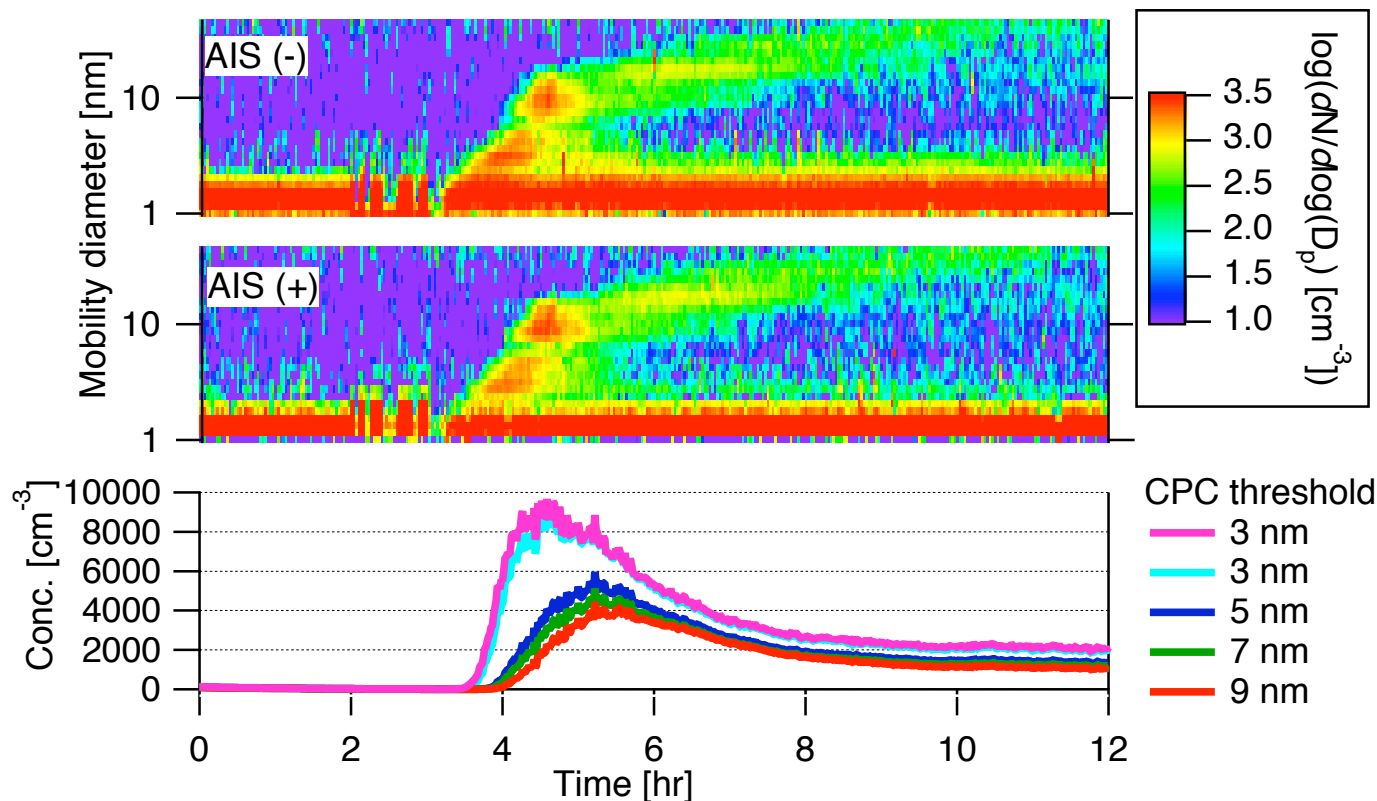 Mobility diameter [nm]
AIS (-)
10
1
AIS (+)
10
1
3.5
3.0
2.5
2.0
1.5
1.0
log(dN/dlog(Dp) [cm-3])
Conc. [cm-3]
10000
8000
6000
4000
2000
0
0 2 4 6 8 10 12
Time [hr]
CPC threshold
3 nm
3 nm
5 nm
7 nm
9 nm